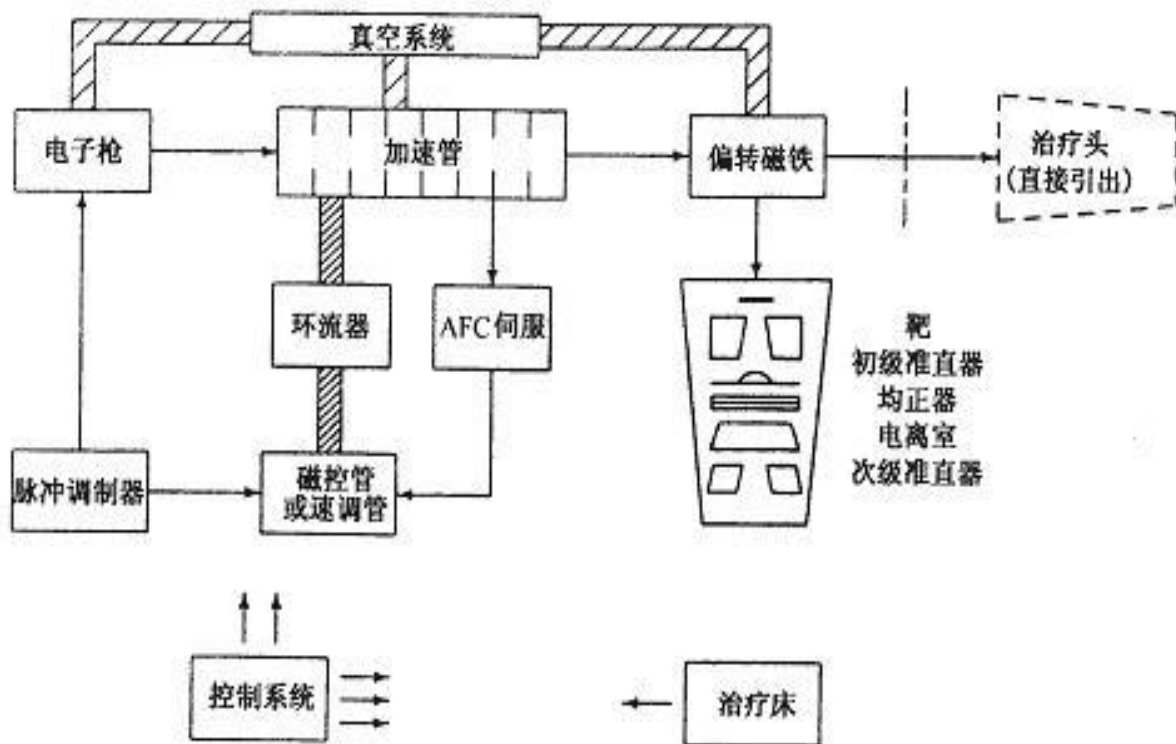 真空系统
电子枪
加速管
偏转磁铁
治疗头
(直接引出)
环流器
AFC伺服
靶
初级准直器
均正器
电离室
次级准直器
脉冲调制器
磁控管
或速调管
控制系统
治疗床